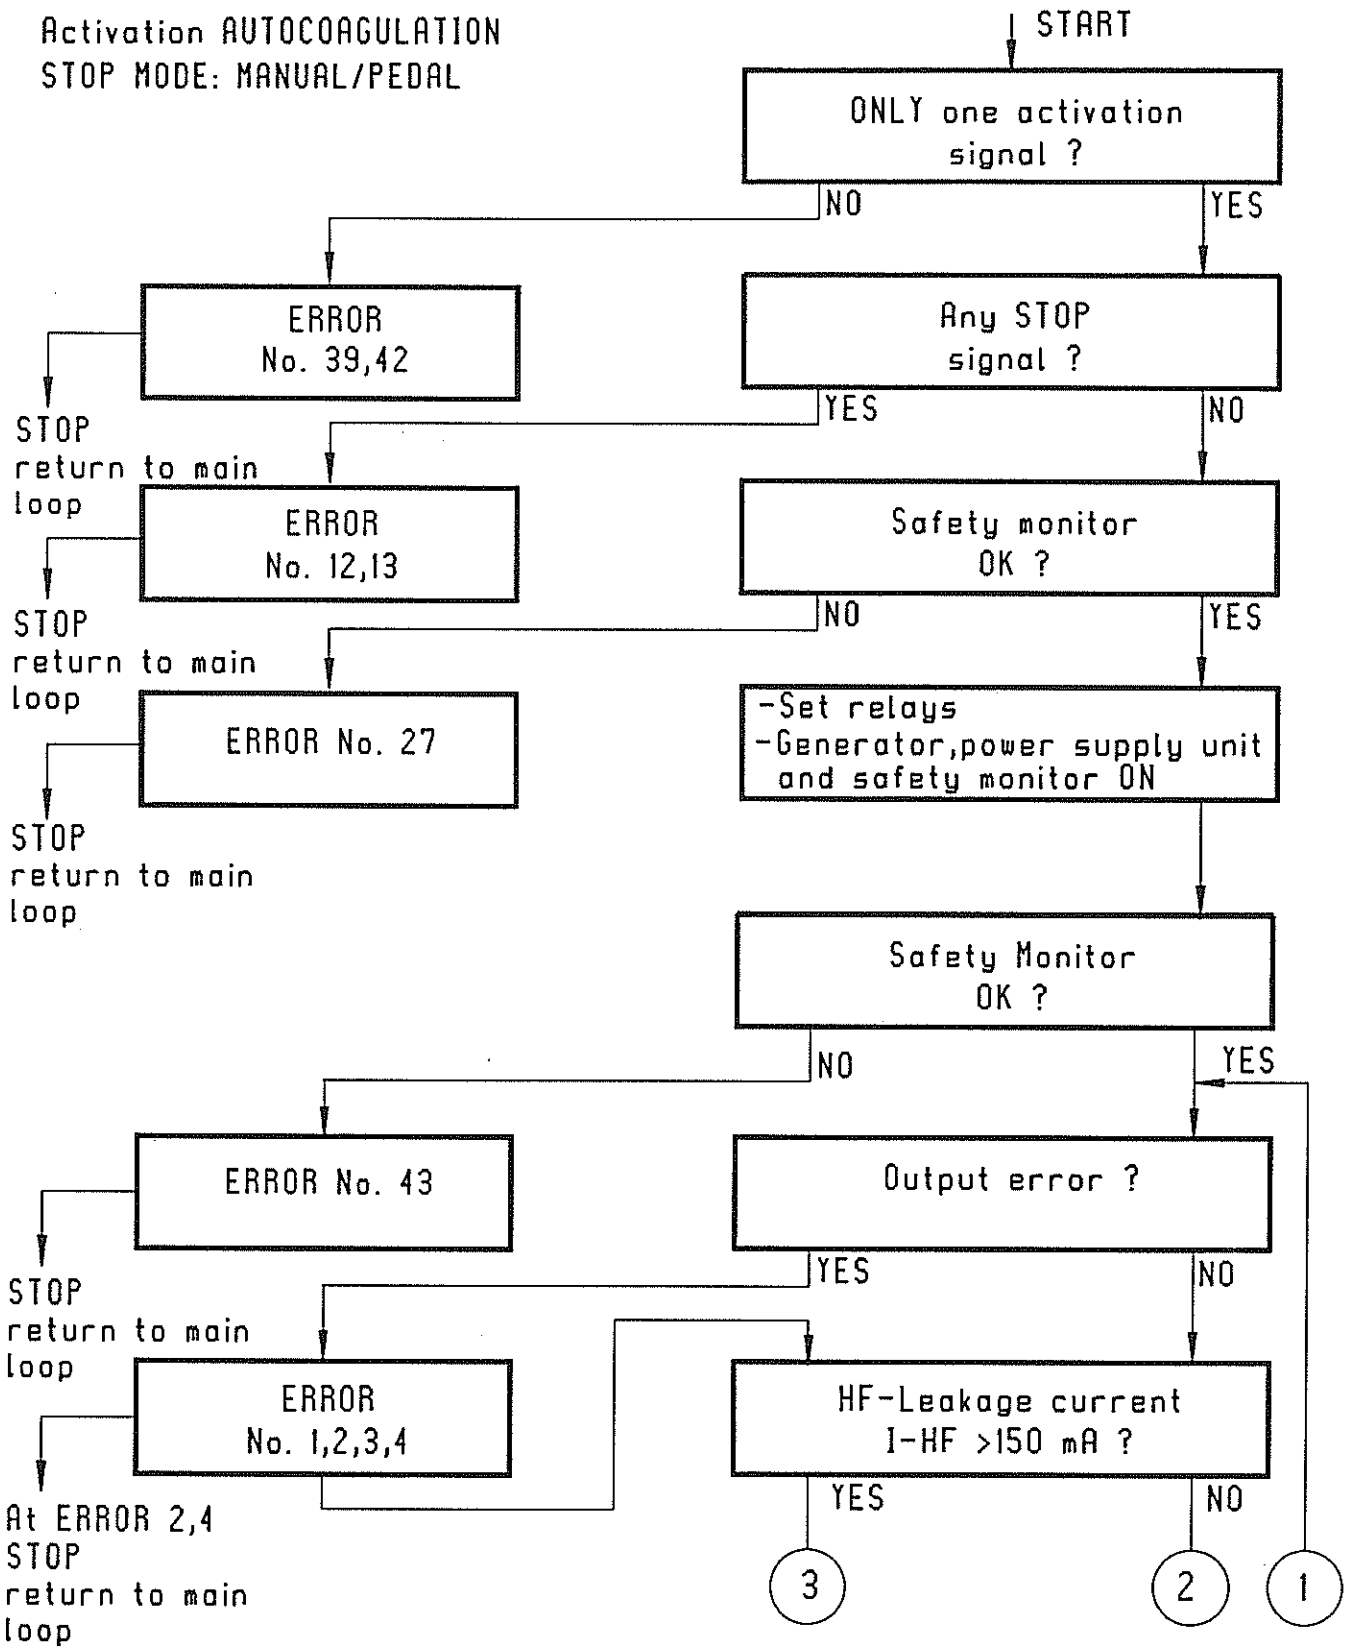 Activation AUTOCOAGULATION
STOP MODE: MANUAL/PEDAL
START
ONLY one activation
signal ?
NO
YES
ERROR
No. 39,42
Any STOP
signal ?
STOP
return to main
loop
YES
NO
ERROR
No. 12,13
Safety monitor
OK ?
STOP
return to main
loop
NO
YES
ERROR No. 27
-Set relays
-Generator,power supply unit
and safety monitor ON
STOP
return to main
loop
Safety Monitor
OK ?
NO
YES
ERROR No. 43
Output error ?
STOP
return to main
loop
YES
NO
ERROR
No. 1,2,3,4
HF-Leakage current
I-HF >150 mA ?
At ERROR 2,4
STOP
return to main
loop
YES
NO
3
2
1